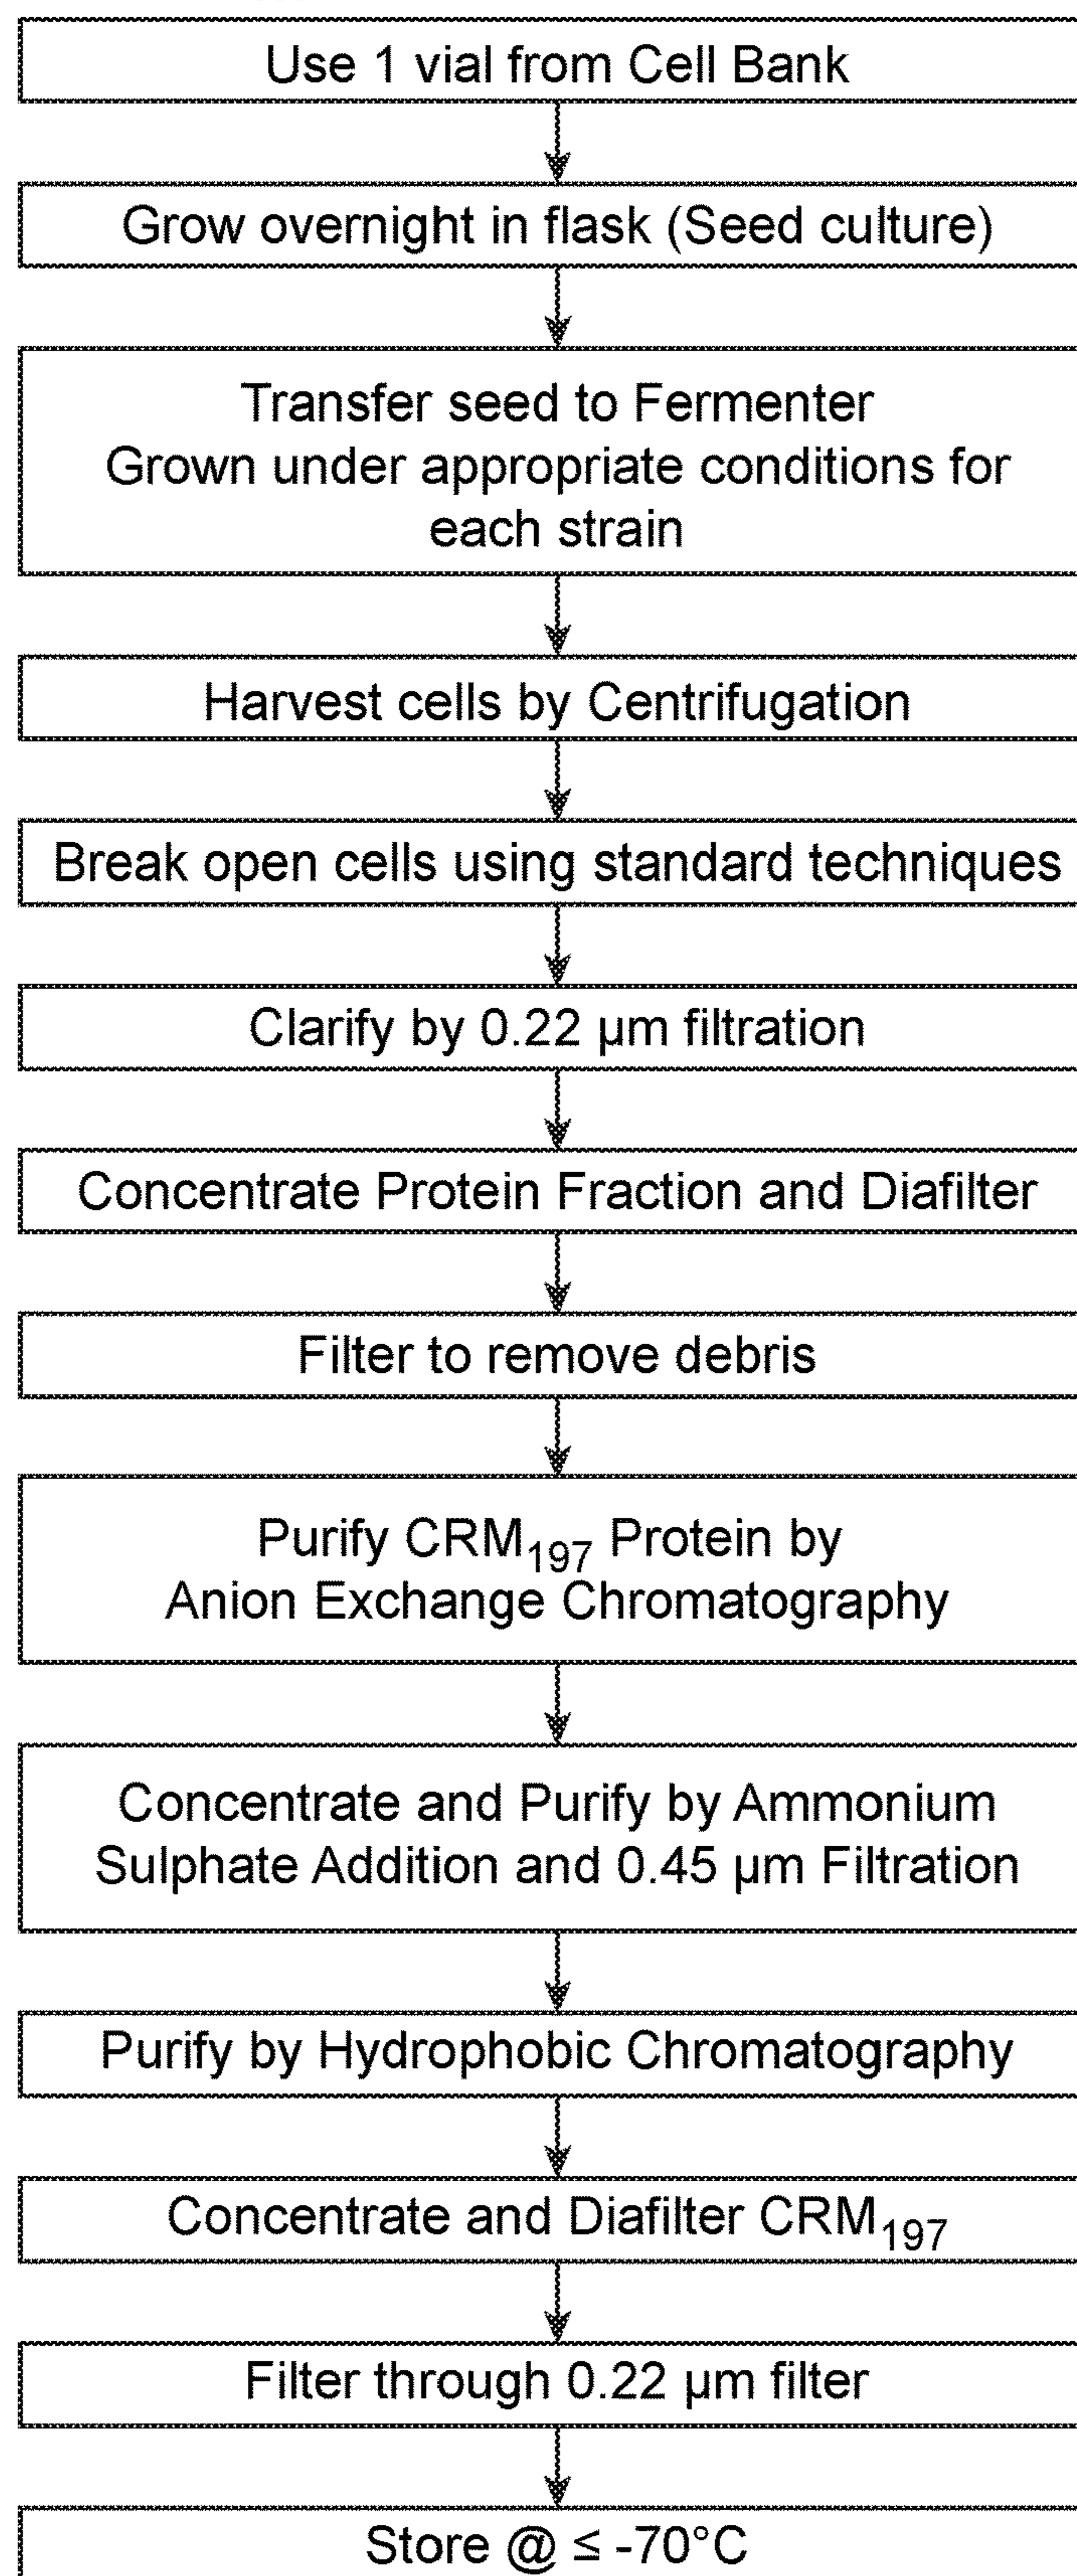 Use 1 vial from Cell Bank
Grow overnight in flask (Seed culture)
Transfer seed to Fermenter
Grown under appropriate conditions for
each strain
Harvest cells by Centrifugation
Break open cells using standard techniques
Clarify by 0.22 µm filtration
Concentrate Protein Fraction and Diafilter
Filter to remove debris
Purify CRM₁₉₇ Protein by
Anion Exchange Chromatography
Concentrate and Purify by Ammonium
Sulphate Addition and 0.45 µm Filtration
Purify by Hydrophobic Chromatography
Concentrate and Diafilter CRM₁₉₇
Filter through 0.22 µm filter
Store @ ≤ -70°C